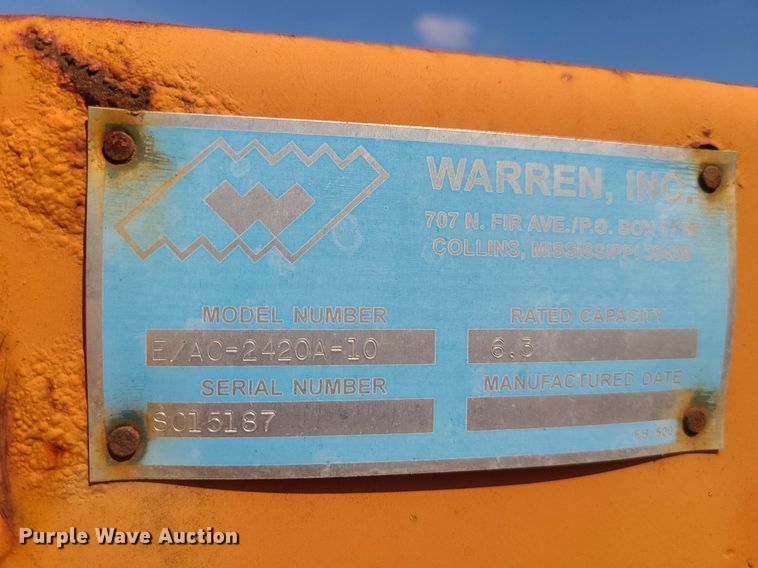 WARREN, INC.
707 N. FIR AVE./P.O. BOX
COLLINS, MISSISSIPPI
MODEL NUMBER
E/AO-2420A-10
RATED CAPACITY
6.3
SERIAL NUMBER
SC15187
MANUFACTURED DATE
Purple Wave Auction